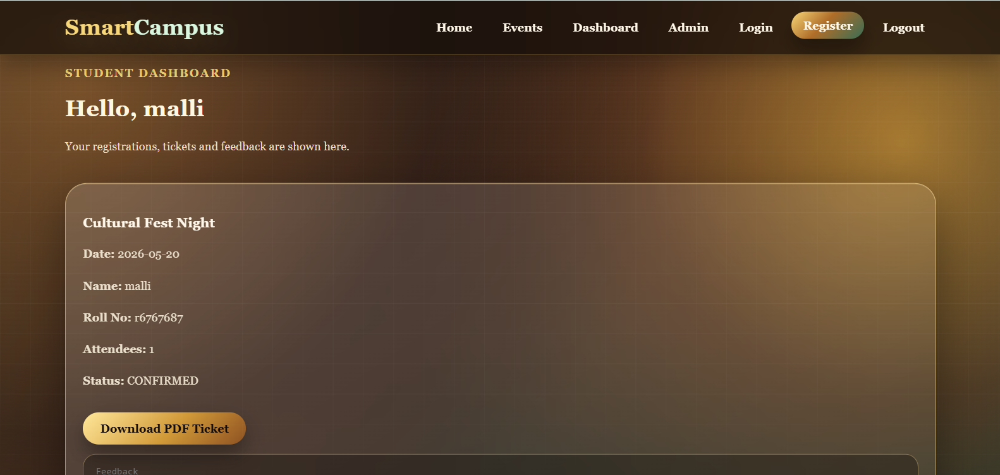 SmartCampus Home Events Dashboard Admin Login Register Logout
STUDENT DASHBOARD
Hello, malli
Your registrations, tickets and feedback are shown here.
Cultural Fest Night
Date: 2026-05-20
Name: malli
Roll No: r6767687
Attendees: 1
Status: CONFIRMED
Download PDF Ticket
Feedback